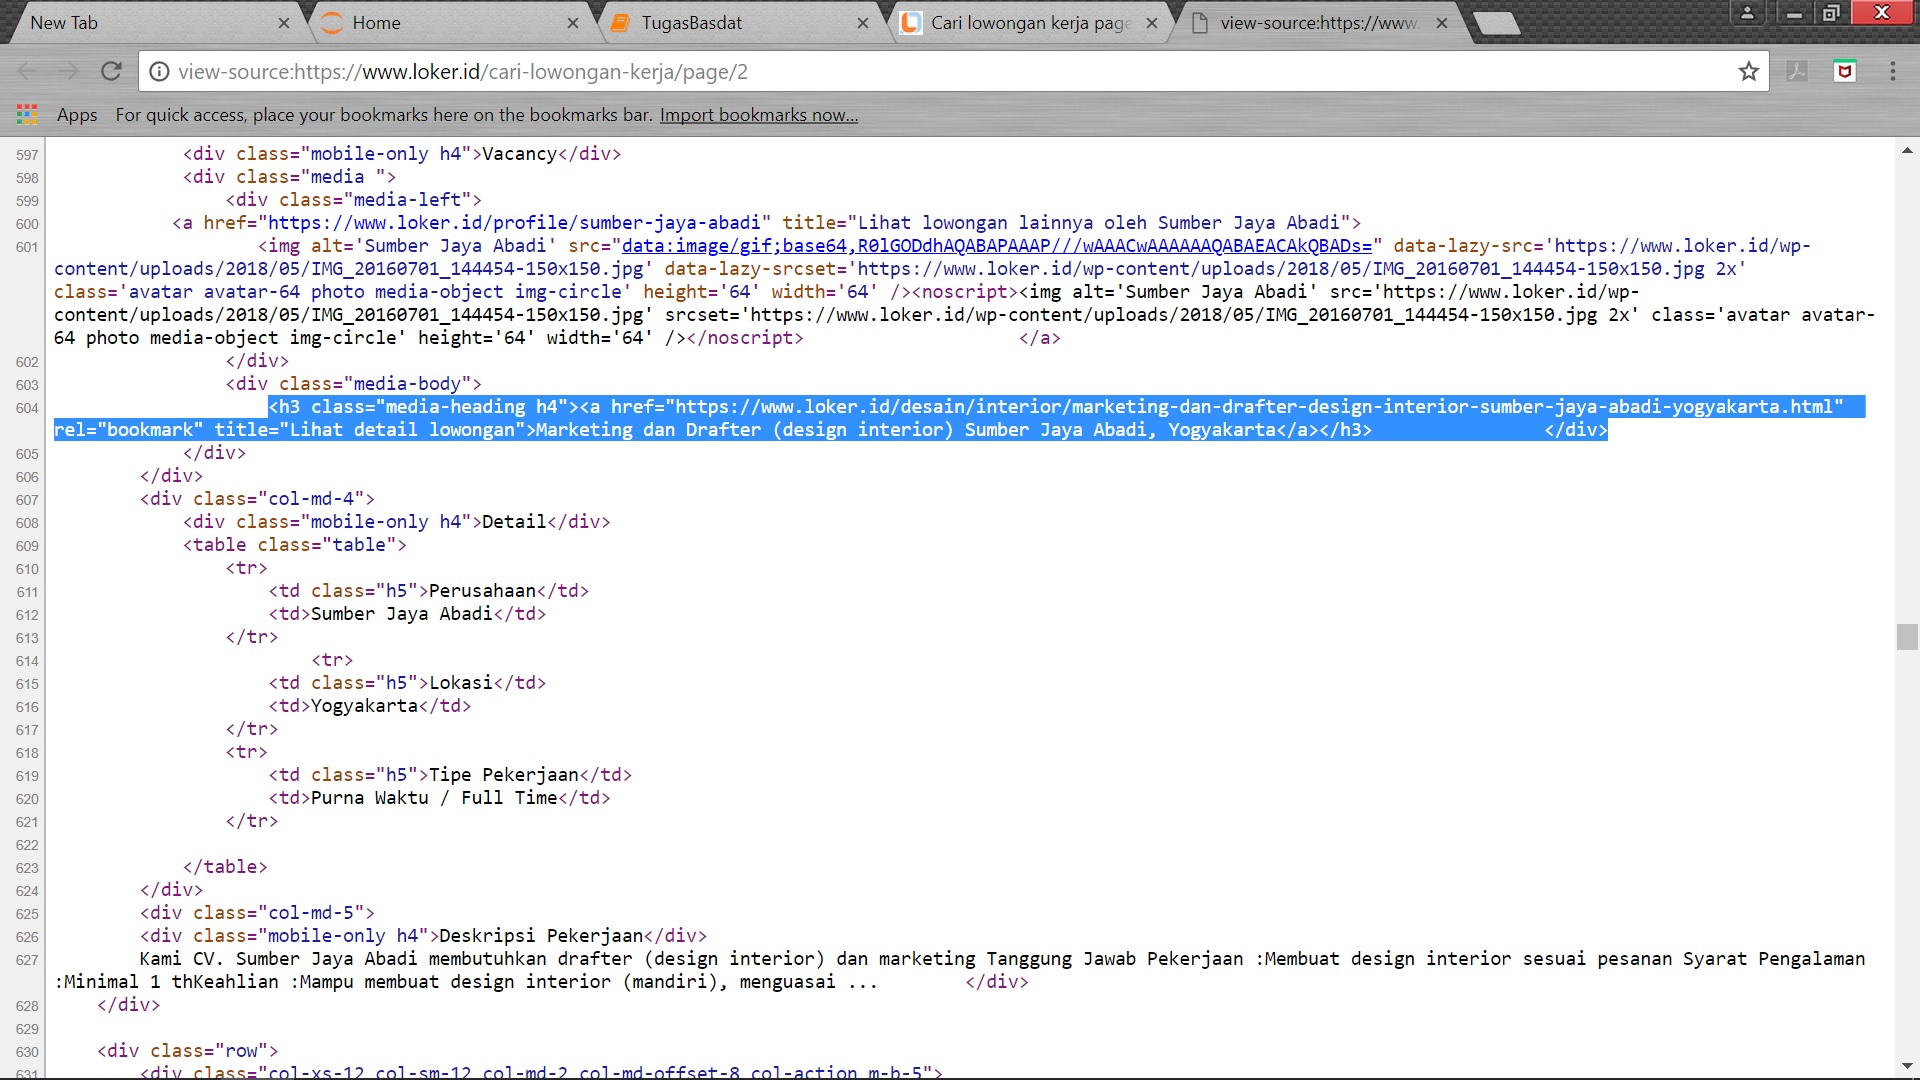 New Tab
Home
TugasBasdat
Cari lowongan kerja page
view-source:https://www.
view-source:https://www.loker.id/cari-lowongan-kerja/page/2
Apps For quick access, place your bookmarks here on the bookmarks bar. Import bookmarks now...
597 <div class="mobile-only h4">Vacancy</div>
598 <div class="media ">
599 <div class="media-left">
600 <a href="https://www.loker.id/profile/sumber-jaya-abadi" title="Lihat lowongan lainnya oleh Sumber Jaya Abadi">
601 <img alt='Sumber Jaya Abadi' src="data:image/gif;base64,R0lGODdhAQABAPAAAP///wAAACwAAAAAAQABAEACAkQBADs=" data-lazy-src='https://www.loker.id/wp-
content/uploads/2018/05/IMG_20160701_144454-150x150.jpg' data-lazy-srcset='https://www.loker.id/wp-content/uploads/2018/05/IMG_20160701_144454-150x150.jpg 2x'
class='avatar avatar-64 photo media-object img-circle' height='64' width='64' /><noscript><img alt='Sumber Jaya Abadi' src='https://www.loker.id/wp-
content/uploads/2018/05/IMG_20160701_144454-150x150.jpg' srcset='https://www.loker.id/wp-content/uploads/2018/05/IMG_20160701_144454-150x150.jpg 2x' class='avatar avatar-
64 photo media-object img-circle' height='64' width='64' /></noscript> </a>
602 </div>
603 <div class="media-body">
604 <h3 class="media-heading h4"><a href="https://www.loker.id/desain/interior/marketing-dan-drafter-design-interior-sumber-jaya-abadi-yogyakarta.html"
rel="bookmark" title="Lihat detail lowongan">Marketing dan Drafter (design interior) Sumber Jaya Abadi, Yogyakarta</a></h3> </div>
605 </div>
606 </div>
607 <div class="col-md-4">
608 <div class="mobile-only h4">Detail</div>
609 <table class="table">
610 <tr>
611 <td class="h5">Perusahaan</td>
612 <td>Sumber Jaya Abadi</td>
613 </tr>
614 <tr>
615 <td class="h5">Lokasi</td>
616 <td>Yogyakarta</td>
617 </tr>
618 <tr>
619 <td class="h5">Tipe Pekerjaan</td>
620 <td>Purna Waktu / Full Time</td>
621 </tr>
622
623 </table>
624 </div>
625 <div class="col-md-5">
626 <div class="mobile-only h4">Deskripsi Pekerjaan</div>
627 Kami CV. Sumber Jaya Abadi membutuhkan drafter (design interior) dan marketing Tanggung Jawab Pekerjaan :Membuat design interior sesuai pesanan Syarat Pengalaman
:Minimal 1 thKeahlian :Mampu membuat design interior (mandiri), menguasai ... </div>
628 </div>
629
630 <div class="row">
631 <div class="col-xs-12 col-sm-12 col-md-2 col-md-offset-8 col-action m-b-5">